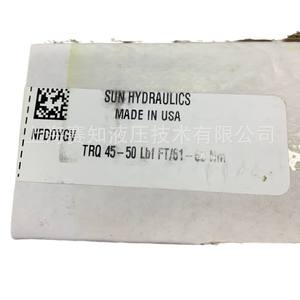 SUN HYDRAULICS
MADE IN USA
NFDDYGV
知液压技术有限公司
TRQ 45-50 Lbf FT/61- Nm